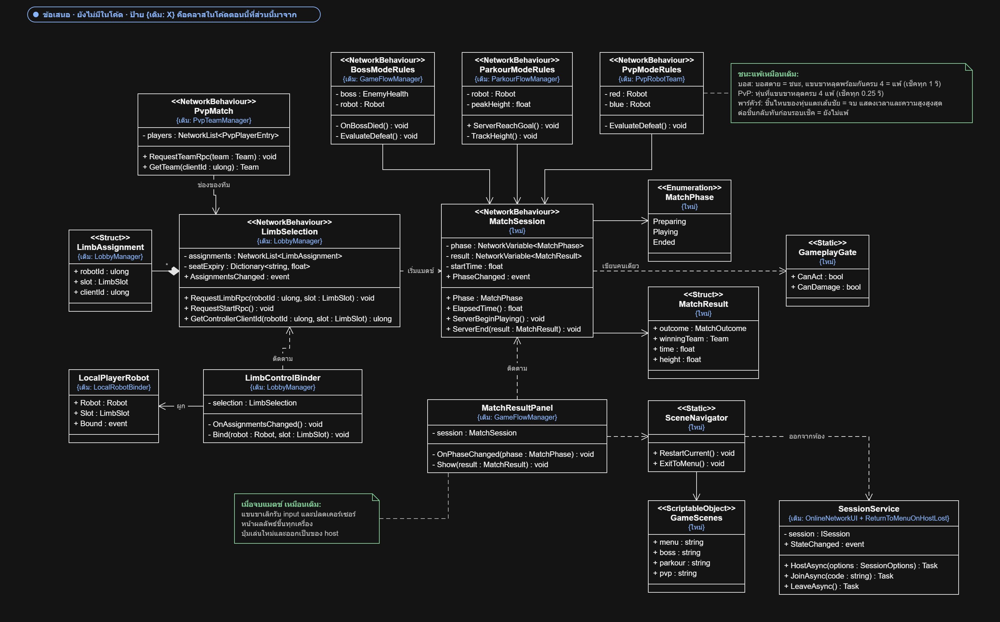 ข้อเสนอ · ยังไม่มีในโค้ด · ป้าย {เดิม: X} คือคลาสในโค้ดตอนนี้ที่ส่วนนี้มาจาก
<<NetworkBehaviour>>
BossModeRules
{เดิม: GameFlowManager}
- boss : EnemyHealth
- robot : Robot
- OnBossDied() : void
- EvaluateDefeat() : void
<<NetworkBehaviour>>
ParkourModeRules
{เดิม: ParkourFlowManager}
- robot : Robot
- peakHeight : float
+ ServerReachGoal() : void
- TrackHeight() : void
<<NetworkBehaviour>>
PvpModeRules
{เดิม: PvpRobotTeam}
- red : Robot
- blue : Robot
- EvaluateDefeat() : void
ชนะแพ้เหมือนเดิม:
บอส: บอสตาย = ชนะ, แขนขาหลุดพร้อมกันครบ 4 = แพ้ (เช็คทุก 1 วิ)
PvP: หุ่นที่แขนขาหลุดครบ 4 แพ้ (เช็คทุก 0.25 วิ)
พาร์คัวร์: ชิ้นไหนของหุ่นแตะเส้นชัย = จบ แสดงเวลาและความสูงสูงสุด
ต่อชิ้นกลับทันก่อนรอบเช็ค = ยังไม่แพ้
<<NetworkBehaviour>>
PvpMatch
{เดิม: PvpTeamManager}
- players : NetworkList<PvpPlayerEntry>
+ RequestTeamRpc(team : Team) : void
+ GetTeam(clientId : ulong) : Team
ช่องของทีม
<<Struct>>
LimbAssignment
{เดิม: LobbyManager}
+ robotId : ulong
+ slot : LimbSlot
+ clientId : ulong
*
<<NetworkBehaviour>>
LimbSelection
{เดิม: LobbyManager}
- assignments : NetworkList<LimbAssignment>
- seatExpiry : Dictionary<string, float>
+ AssignmentsChanged : event
+ RequestLimbRpc(robotId : ulong, slot : LimbSlot) : void
+ RequestStartRpc() : void
+ GetControllerClientId(robotId : ulong, slot : LimbSlot) : ulong
เริ่มแมตช์
<<NetworkBehaviour>>
MatchSession
{ใหม่}
- phase : NetworkVariable<MatchPhase>
- result : NetworkVariable<MatchResult>
- startTime : float
+ PhaseChanged : event
+ Phase : MatchPhase
+ ElapsedTime() : float
+ ServerBeginPlaying() : void
+ ServerEnd(result : MatchResult) : void
<<Enumeration>>
MatchPhase
{ใหม่}
Preparing
Playing
Ended
เขียนคนเดียว
<<Static>>
GameplayGate
{ใหม่}
+ CanAct : bool
+ CanDamage : bool
<<Struct>>
MatchResult
{ใหม่}
+ outcome : MatchOutcome
+ winningTeam : Team
+ time : float
+ height : float
ติดตาม
ติดตาม
LocalPlayerRobot
{เดิม: LocalRobotBinder}
+ Robot : Robot
+ Slot : LimbSlot
+ Bound : event
ผูก
LimbControlBinder
{เดิม: LobbyManager}
- selection : LimbSelection
- OnAssignmentsChanged() : void
- Bind(robot : Robot, slot : LimbSlot) : void
MatchResultPanel
{เดิม: GameFlowManager}
- session : MatchSession
- OnPhaseChanged(phase : MatchPhase) : void
- Show(result : MatchResult) : void
<<Static>>
SceneNavigator
{ใหม่}
+ RestartCurrent() : void
+ ExitToMenu() : void
ออกจากห้อง
เมื่อจบแมตช์ เหมือนเดิม:
แขนขาเลิกรับ input และปลดเคอร์เซอร์
หน้าผลลัพธ์ขึ้นทุกเครื่อง
ปุ่มเล่นใหม่และออกเป็นของ host
<<ScriptableObject>>
GameScenes
{ใหม่}
+ menu : string
+ boss : string
+ parkour : string
+ pvp : string
SessionService
{เดิม: OnlineNetworkUI + ReturnToMenuOnHostLost}
- session : ISession
+ StateChanged : event
+ HostAsync(options : SessionOptions) : Task
+ JoinAsync(code : string) : Task
+ LeaveAsync() : Task